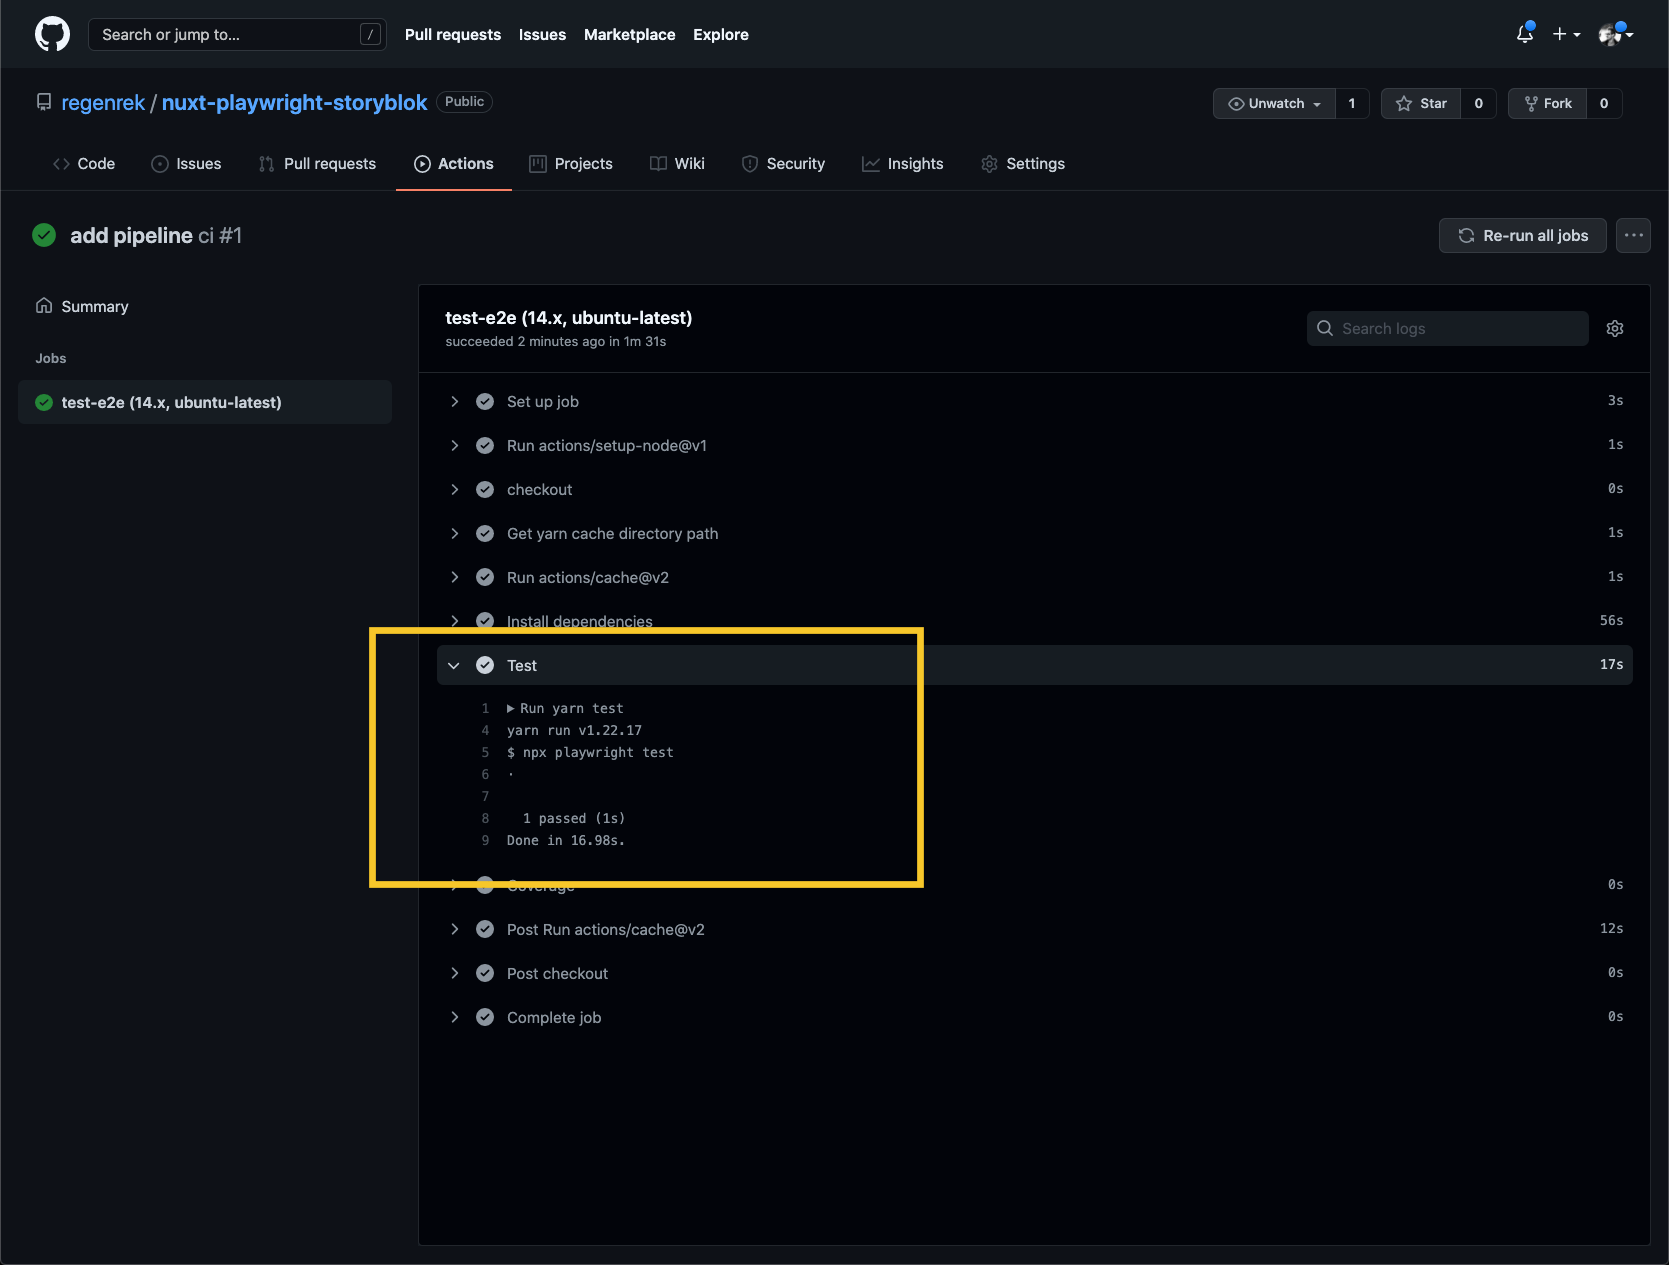 Search or jump to... /
Pull requests Issues Marketplace Explore
regenrek / nuxt-playwright-storyblok Public
Unwatch 1 Star 0 Fork 0
Code Issues Pull requests Actions Projects Wiki Security Insights Settings
add pipeline ci #1
Re-run all jobs
Summary
Jobs
test-e2e (14.x, ubuntu-latest)
test-e2e (14.x, ubuntu-latest)
succeeded 2 minutes ago in 1m 31s
Search logs
Set up job 3s
Run actions/setup-node@v1 1s
checkout 0s
Get yarn cache directory path 1s
Run actions/cache@v2 1s
Install dependencies 56s
Test 17s
1 ▶ Run yarn test
4 yarn run v1.22.17
5 $ npx playwright test
6 ·
7
8 1 passed (1s)
9 Done in 16.98s.
Coverage 0s
Post Run actions/cache@v2 12s
Post checkout 0s
Complete job 0s